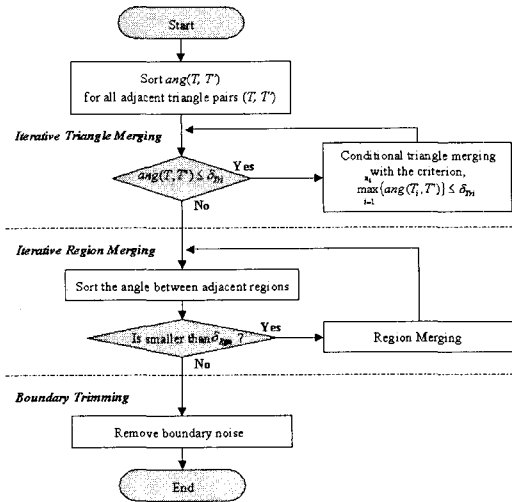 Start
Sort ang(T, T')
for all adjacent triangle pairs (T, T')
Iterative Triangle Merging
ang(T, T') ≤ δ_Tri
Yes
Conditional triangle merging
with the criterion,
max{ang(T_i, T')} ≤ δ_Tri
i=1
No
Iterative Region Merging
Sort the angle between adjacent regions
Is smaller than δ_Rgn ?
Yes
Region Merging
No
Boundary Trimming
Remove boundary noise
End